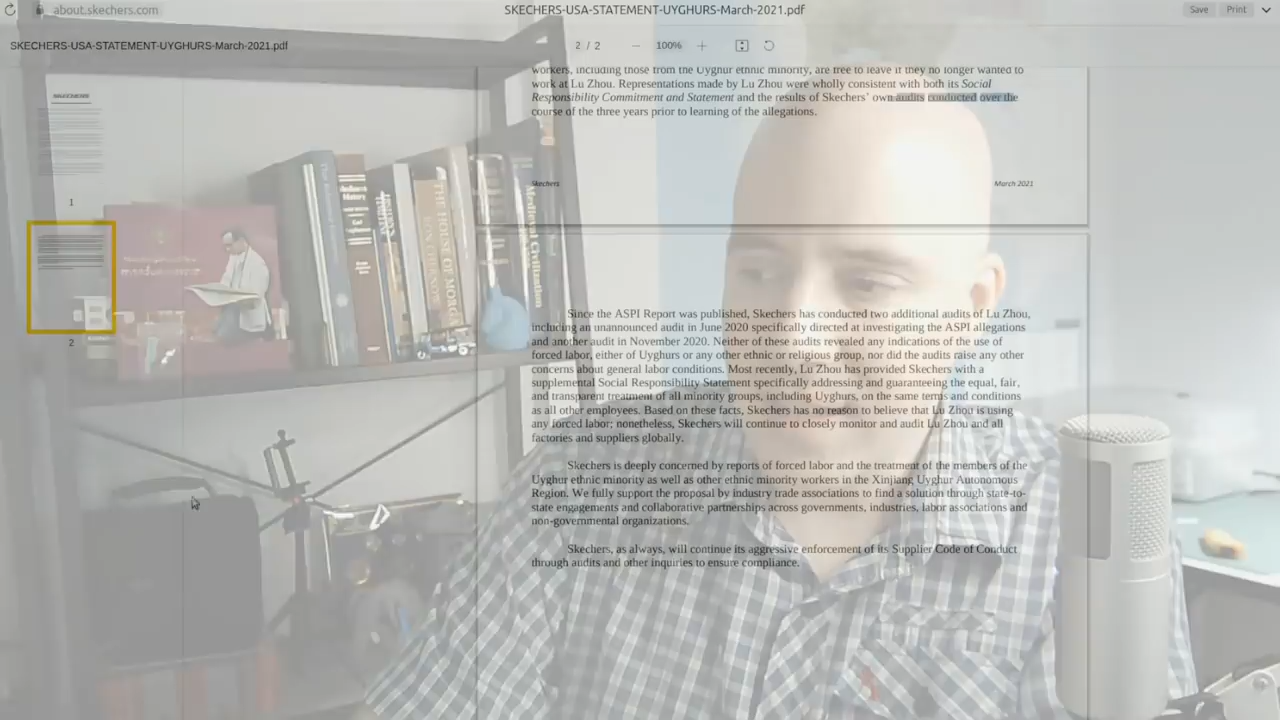 about.skechers.com
SKECHERS-USA-STATEMENT-UYGHURS-March-2021.pdf
Save
Print
SKECHERS-USA-STATEMENT-UYGHURS-March-2021.pdf
2 / 2
100%
1
2
workers, including those from the Uyghur ethnic minority, are free to leave if they no longer wanted to
work at Lu Zhou. Representations made by Lu Zhou were wholly consistent with both its Social
Responsibility Commitment and Statement and the results of Skechers' own audits conducted over the
course of the three years prior to learning of the allegations.
Skechers
March 2021
Since the ASPI Report was published, Skechers has conducted two additional audits of Lu Zhou,
including an unannounced audit in June 2020 specifically directed at investigating the ASPI allegations
and another audit in November 2020. Neither of these audits revealed any indications of the use of
forced labor, either of Uyghurs or any other ethnic or religious group, nor did the audits raise any other
concerns about general labor conditions. Most recently, Lu Zhou has provided Skechers with a
supplemental Social Responsibility Statement specifically addressing and guaranteeing the equal, fair,
and transparent treatment of all minority groups, including Uyghurs, on the same terms and conditions
as all other employees. Based on these facts, Skechers has no reason to believe that Lu Zhou is using
any forced labor; nonetheless, Skechers will continue to closely monitor and audit Lu Zhou and all
factories and suppliers globally.
Skechers is deeply concerned by reports of forced labor and the treatment of the members of the
Uyghur ethnic minority as well as other ethnic minority workers in the Xinjiang Uyghur Autonomous
Region. We fully support the proposal by industry trade associations to find a solution through state-to-
state engagements and collaborative partnerships across governments, industries, labor associations and
non-governmental organizations.
Skechers, as always, will continue its aggressive enforcement of its Supplier Code of Conduct
through audits and other inquiries to ensure compliance.
THE HOUSE OF MORGAN
RON CHERNOW
Medieval Civilization